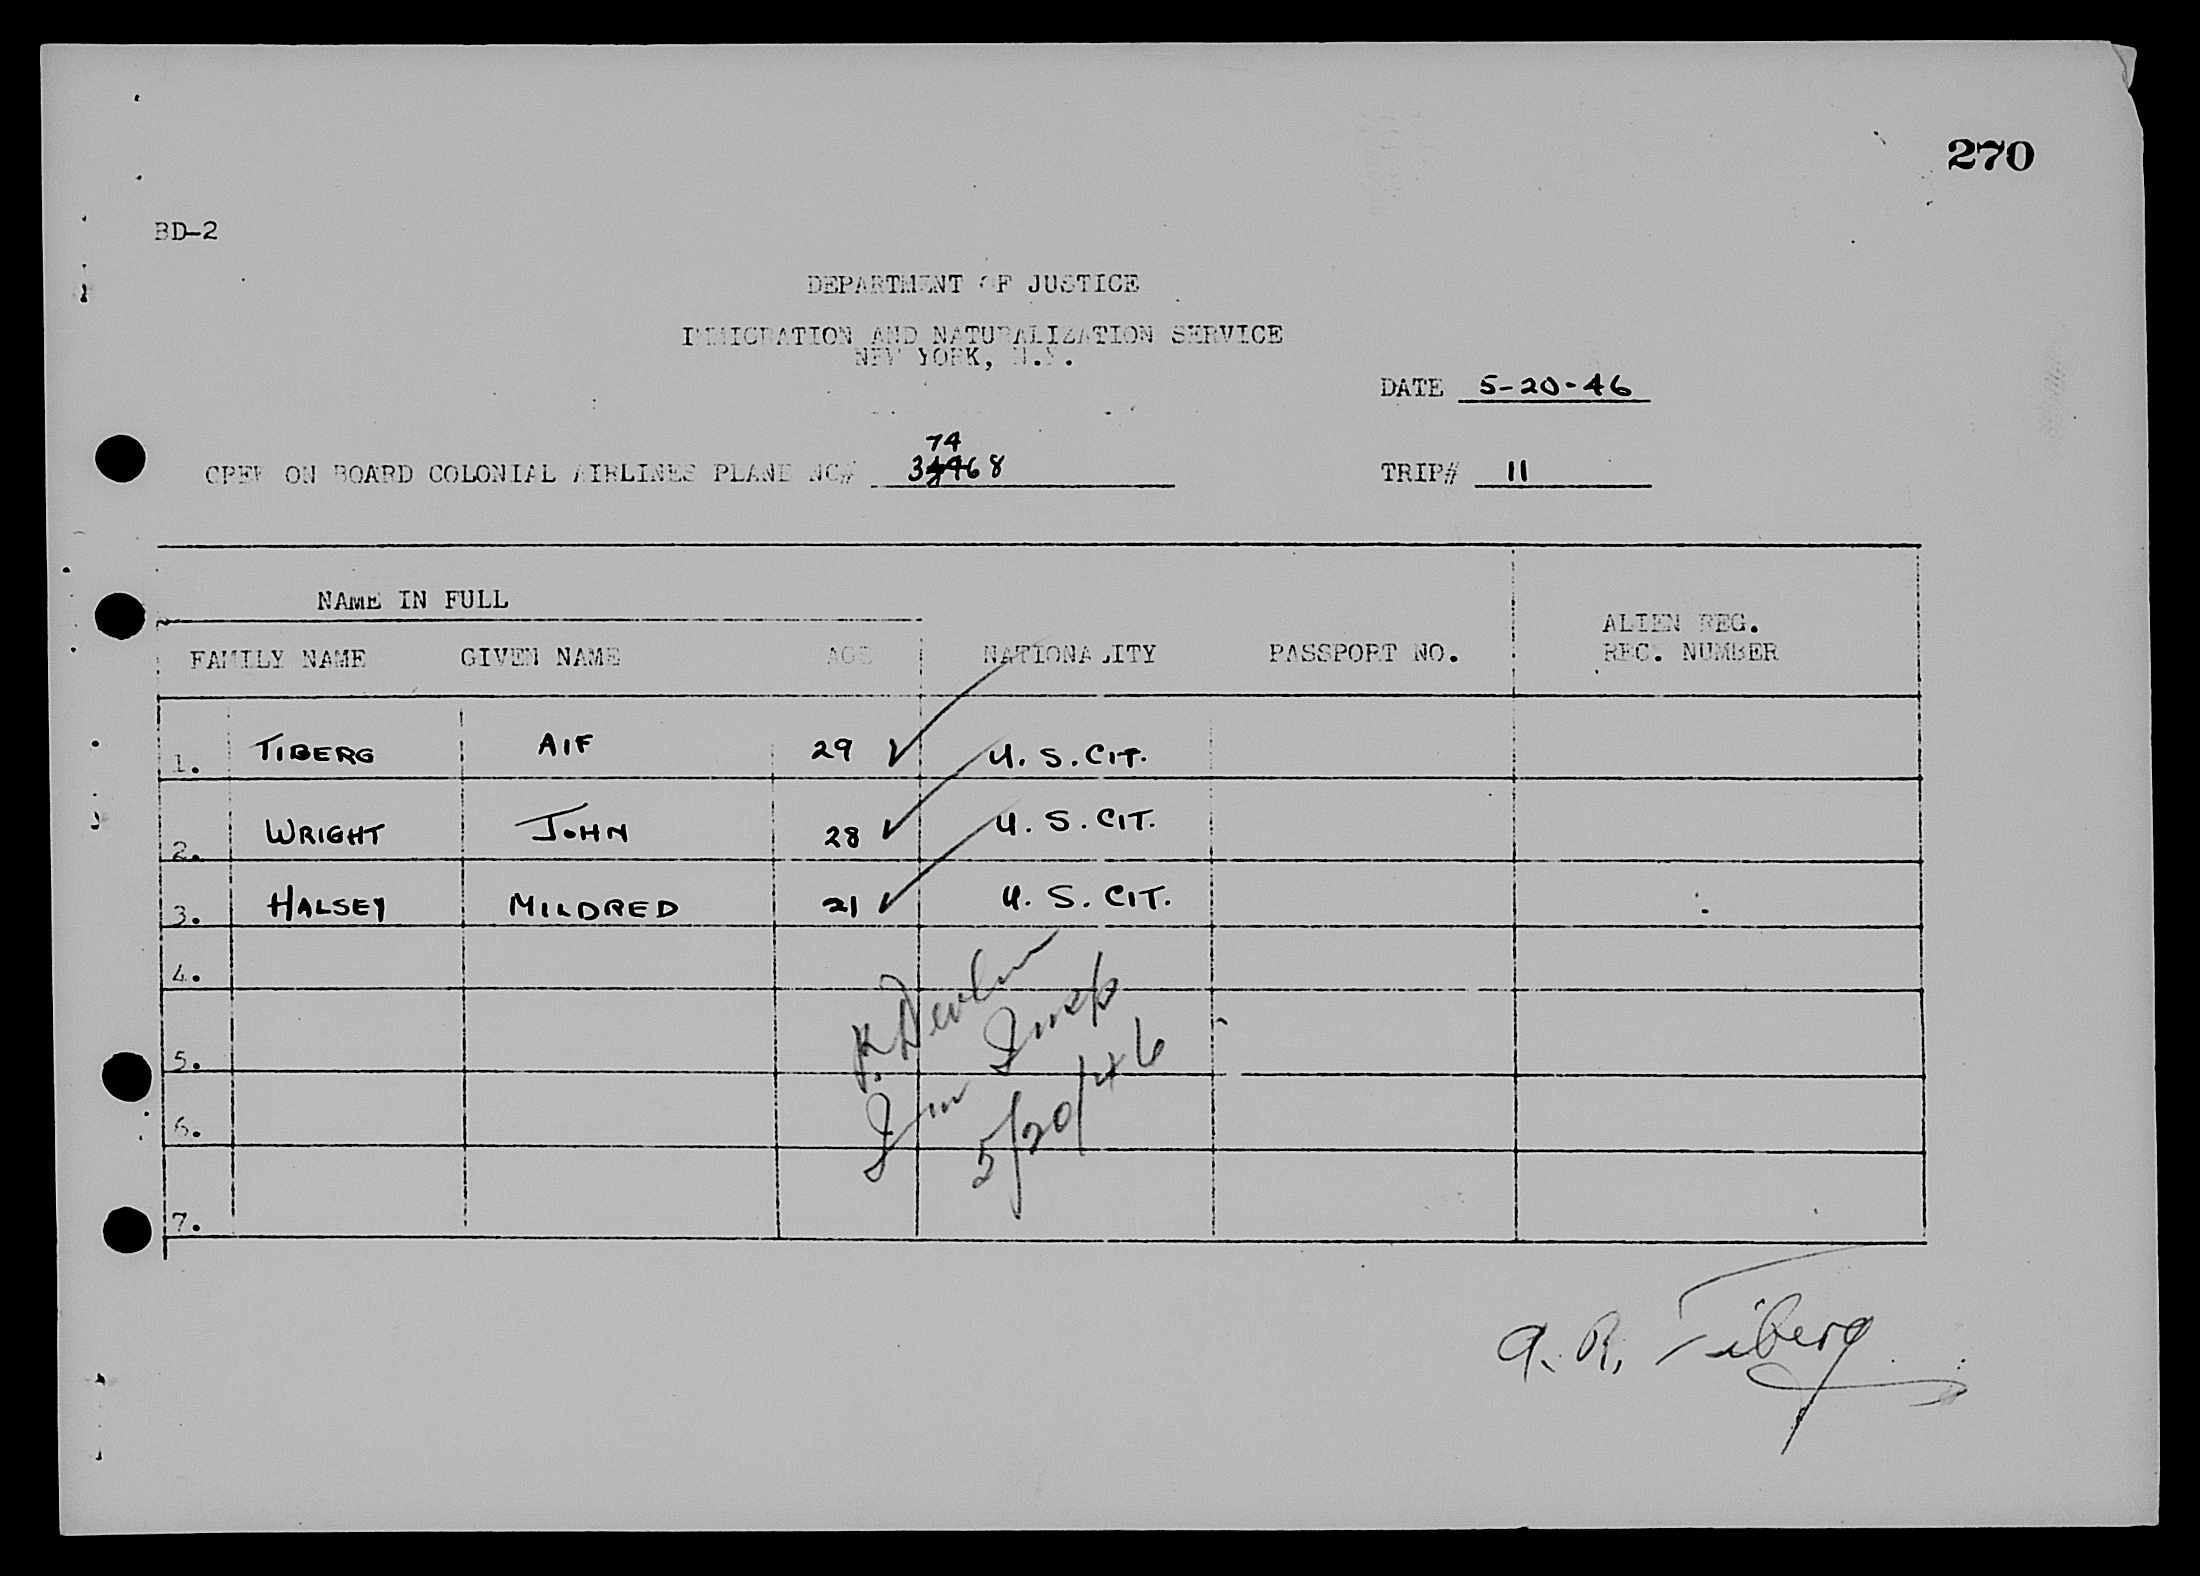 270
BD-2
DEPARTMENT OF JUSTICE
IMMIGRATION AND NATURALIZATION SERVICE
NEW YORK, N.Y.
DATE 5-20-46
74
CREW ON BOARD COLONIAL AIRLINES PLANE NC# 34468
TRIP# 11
NAME IN FULL
FAMILY NAME GIVEN NAME AGE NATIONALITY PASSPORT NO. ALIEN REG. REC. NUMBER
1. TIBERG AIF 29 U. S. CIT.
2. WRIGHT JOHN 28 U. S. CIT.
3. HALSEY MILDRED 21 U. S. CIT.
4.
5.
6.
7.
Devlin
Imm Insp
5/20/46
A. R. Tiberg